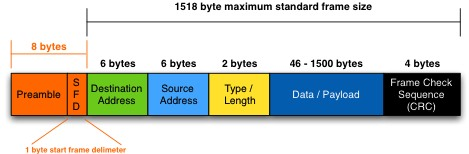 1518 byte maximum standard frame size
8 bytes
6 bytes
6 bytes
2 bytes
46 - 1500 bytes
4 bytes
Preamble
S
F
D
Destination
Address
Source
Address
Type /
Length
Data / Payload
Frame Check
Sequence
(CRC)
1 byte start frame delimeter